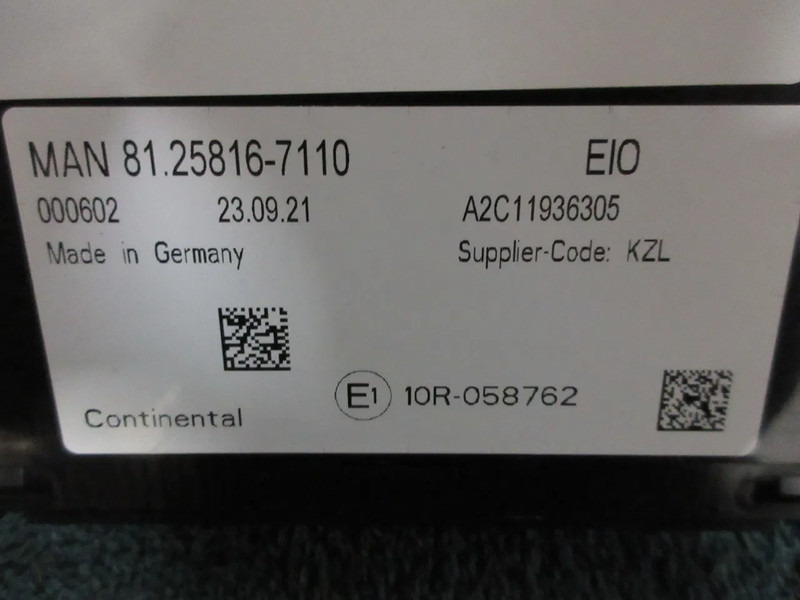 MAN 81.25816-7110 EIO
000602 23.09.21 A2C11936305
Made in Germany Supplier-Code: KZL
E1 10R-058762
Continental